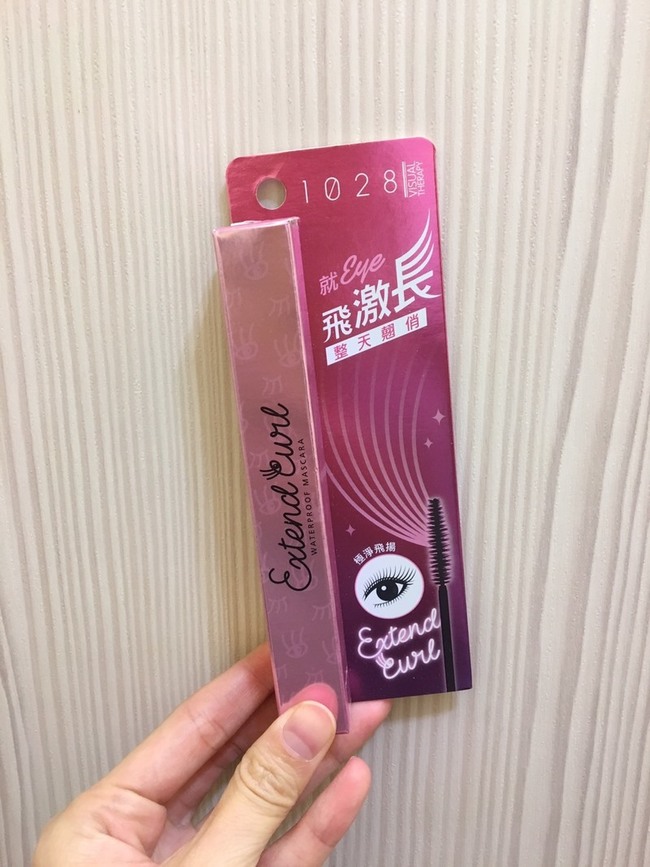 1028 VISUAL THERAPY
就Eye
飛激長
整天翹俏
Extend Curl
WATERPROOF MASCARA
極淨飛揚
Extend
Curl